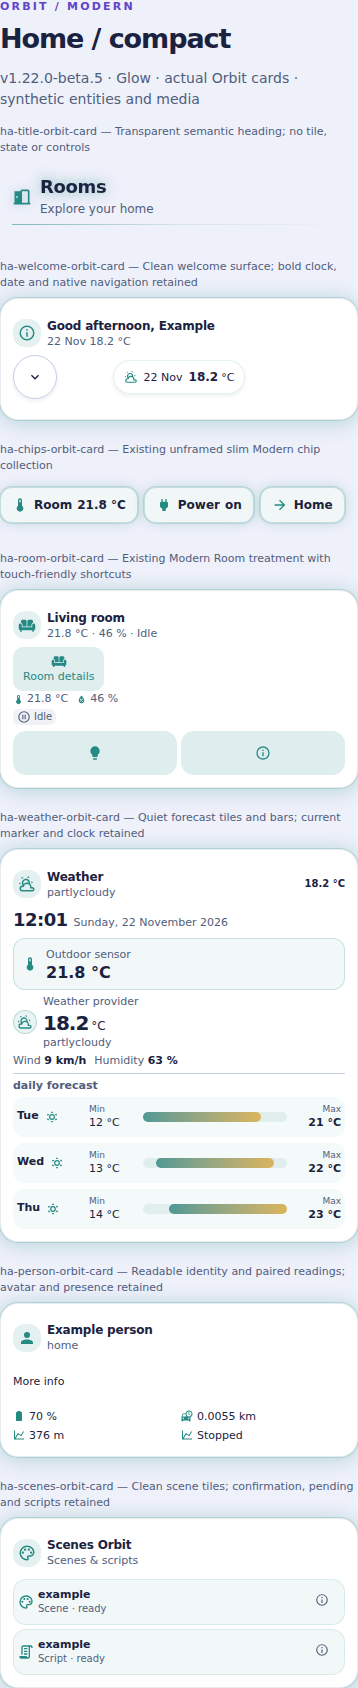 ORBIT / MODERN
Home / compact
v1.22.0-beta.5 · Glow · actual Orbit cards ·
synthetic entities and media
ha-title-orbit-card — Transparent semantic heading; no tile,
state or controls
Rooms
Explore your home
ha-welcome-orbit-card — Clean welcome surface; bold clock,
date and native navigation retained
Good afternoon, Example
22 Nov 18.2 °C
22 Nov 18.2 °C
ha-chips-orbit-card — Existing unframed slim Modern chip
collection
Room 21.8 °C Power on Home
ha-room-orbit-card — Existing Modern Room treatment with
touch-friendly shortcuts
Living room
21.8 °C · 46 % · Idle
Room details
21.8 °C 46 %
Idle
ha-weather-orbit-card — Quiet forecast tiles and bars; current
marker and clock retained
Weather
partlycloudy
18.2 °C
12:01 Sunday, 22 November 2026
Outdoor sensor
21.8 °C
Weather provider
18.2 °C
partlycloudy
Wind 9 km/h Humidity 63 %
daily forecast
Tue Min 12 °C Max 21 °C
Wed Min 13 °C Max 22 °C
Thu Min 14 °C Max 23 °C
ha-person-orbit-card — Readable identity and paired readings;
avatar and presence retained
Example person
home
More info
70 % 0.0055 km
376 m Stopped
ha-scenes-orbit-card — Clean scene tiles; confirmation, pending
and scripts retained
Scenes Orbit
Scenes & scripts
example
Scene · ready
example
Script · ready